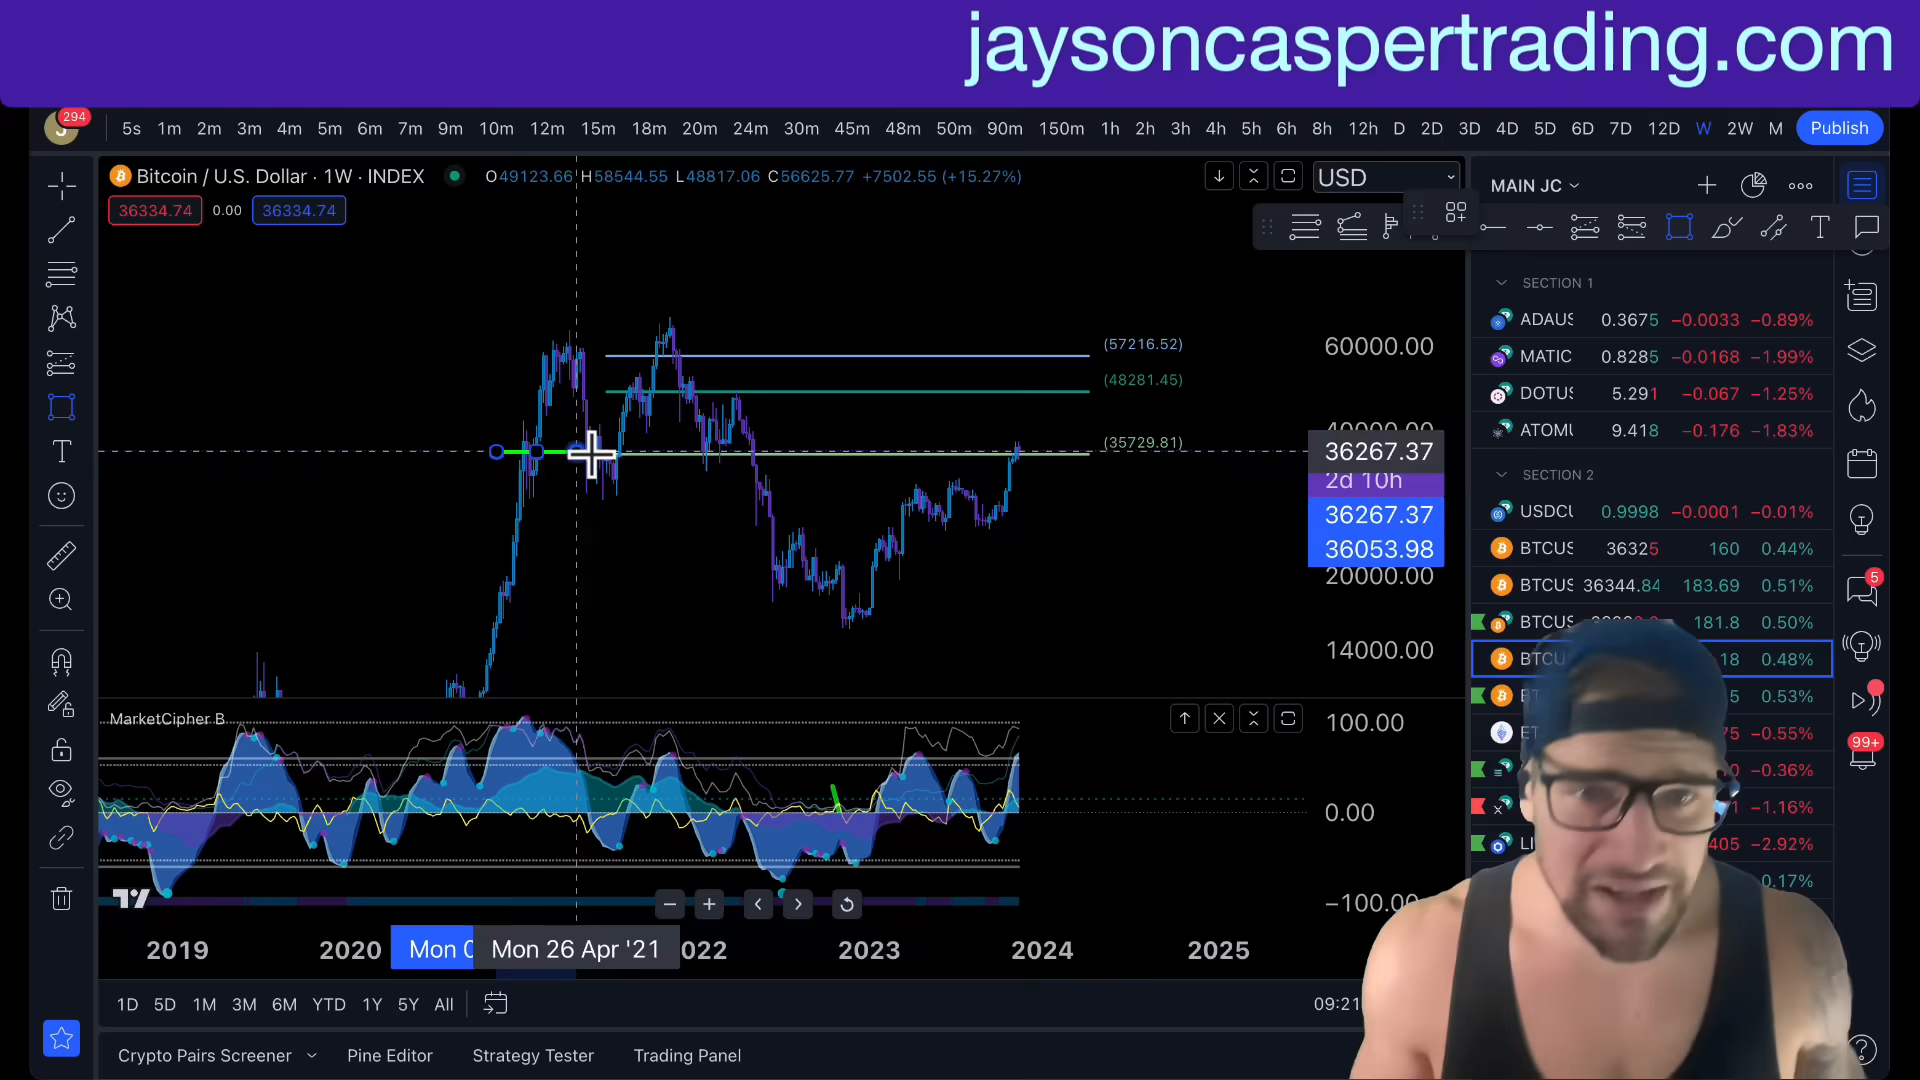 jaysoncaspertrading.com
294
5s 1m 2m 3m 4m 5m 6m 7m 9m 10m 12m 15m 18m 20m 24m 30m 45m 48m 50m 90m 150m 1h 2h 3h 4h 5h 6h 8h 12h D 2D 3D 4D 5D 6D 7D 12D W 2W M Publish
Bitcoin / U.S. Dollar · 1W · INDEX O49123.66 H58544.55 L48817.06 C56625.77 +7502.55 (+15.27%) USD
36334.74 0.00 36334.74
MAIN JC
SECTION 1
ADAUS 0.3675 −0.0033 −0.89%
MATIC 0.8285 −0.0168 −1.99%
DOTUS 5.291 −0.067 −1.25%
ATOMU 9.418 −0.176 −1.83%
SECTION 2
USDCU 0.9998 −0.0001 −0.01%
BTCUS 36325 160 0.44%
BTCUS 36344.84 183.69 0.51%
BTCUS 181.8 0.50%
BTCU 18 0.48%
5 0.53%
ET 75 −0.55%
−0.36%
−1.16%
LI 405 −2.92%
0.17%
(57216.52)
(48281.45)
(35729.81)
60000.00
36267.37
2d 10h
36267.37
36053.98
20000.00
14000.00
MarketCipher B
100.00
0.00
−100.00
2019 2020 Mon 0 Mon 26 Apr '21 022 2023 2024 2025
1D 5D 1M 3M 6M YTD 1Y 5Y All 09:21
Crypto Pairs Screener Pine Editor Strategy Tester Trading Panel
5
99+